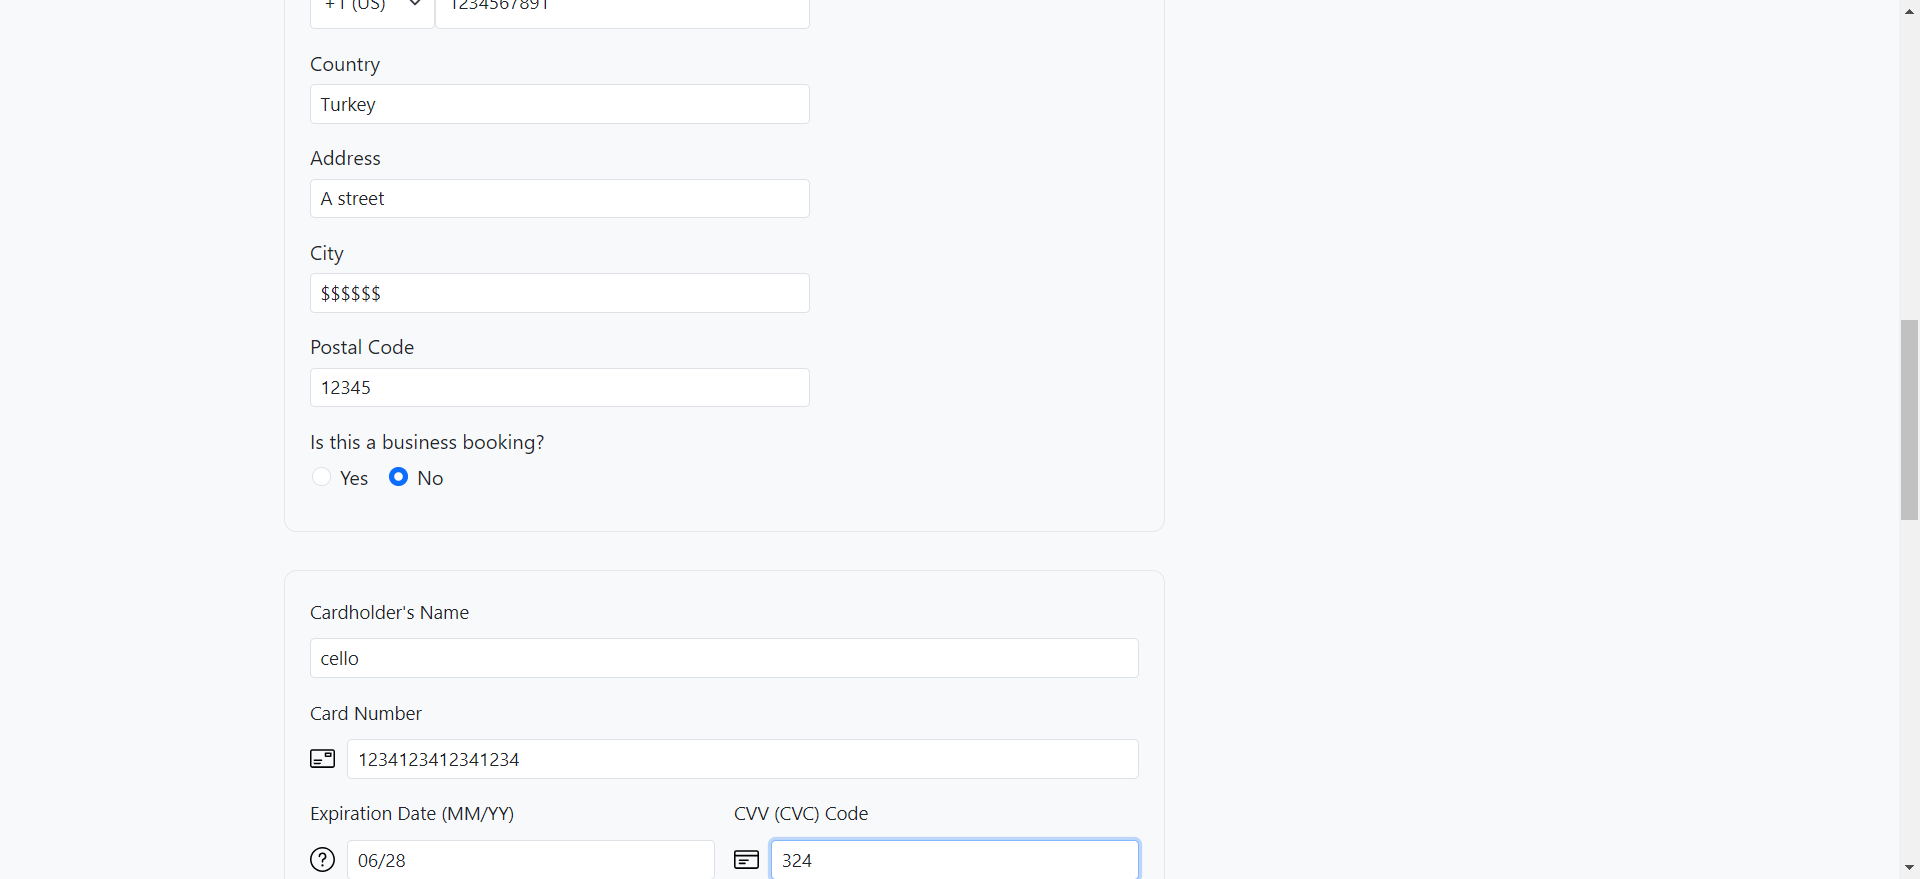 +1 (US) 1234567891
Country
Turkey
Address
A street
City
$$$$$$
Postal Code
12345
Is this a business booking?
Yes No
Cardholder's Name
cello
Card Number
1234123412341234
Expiration Date (MM/YY) CVV (CVC) Code
06/28 324